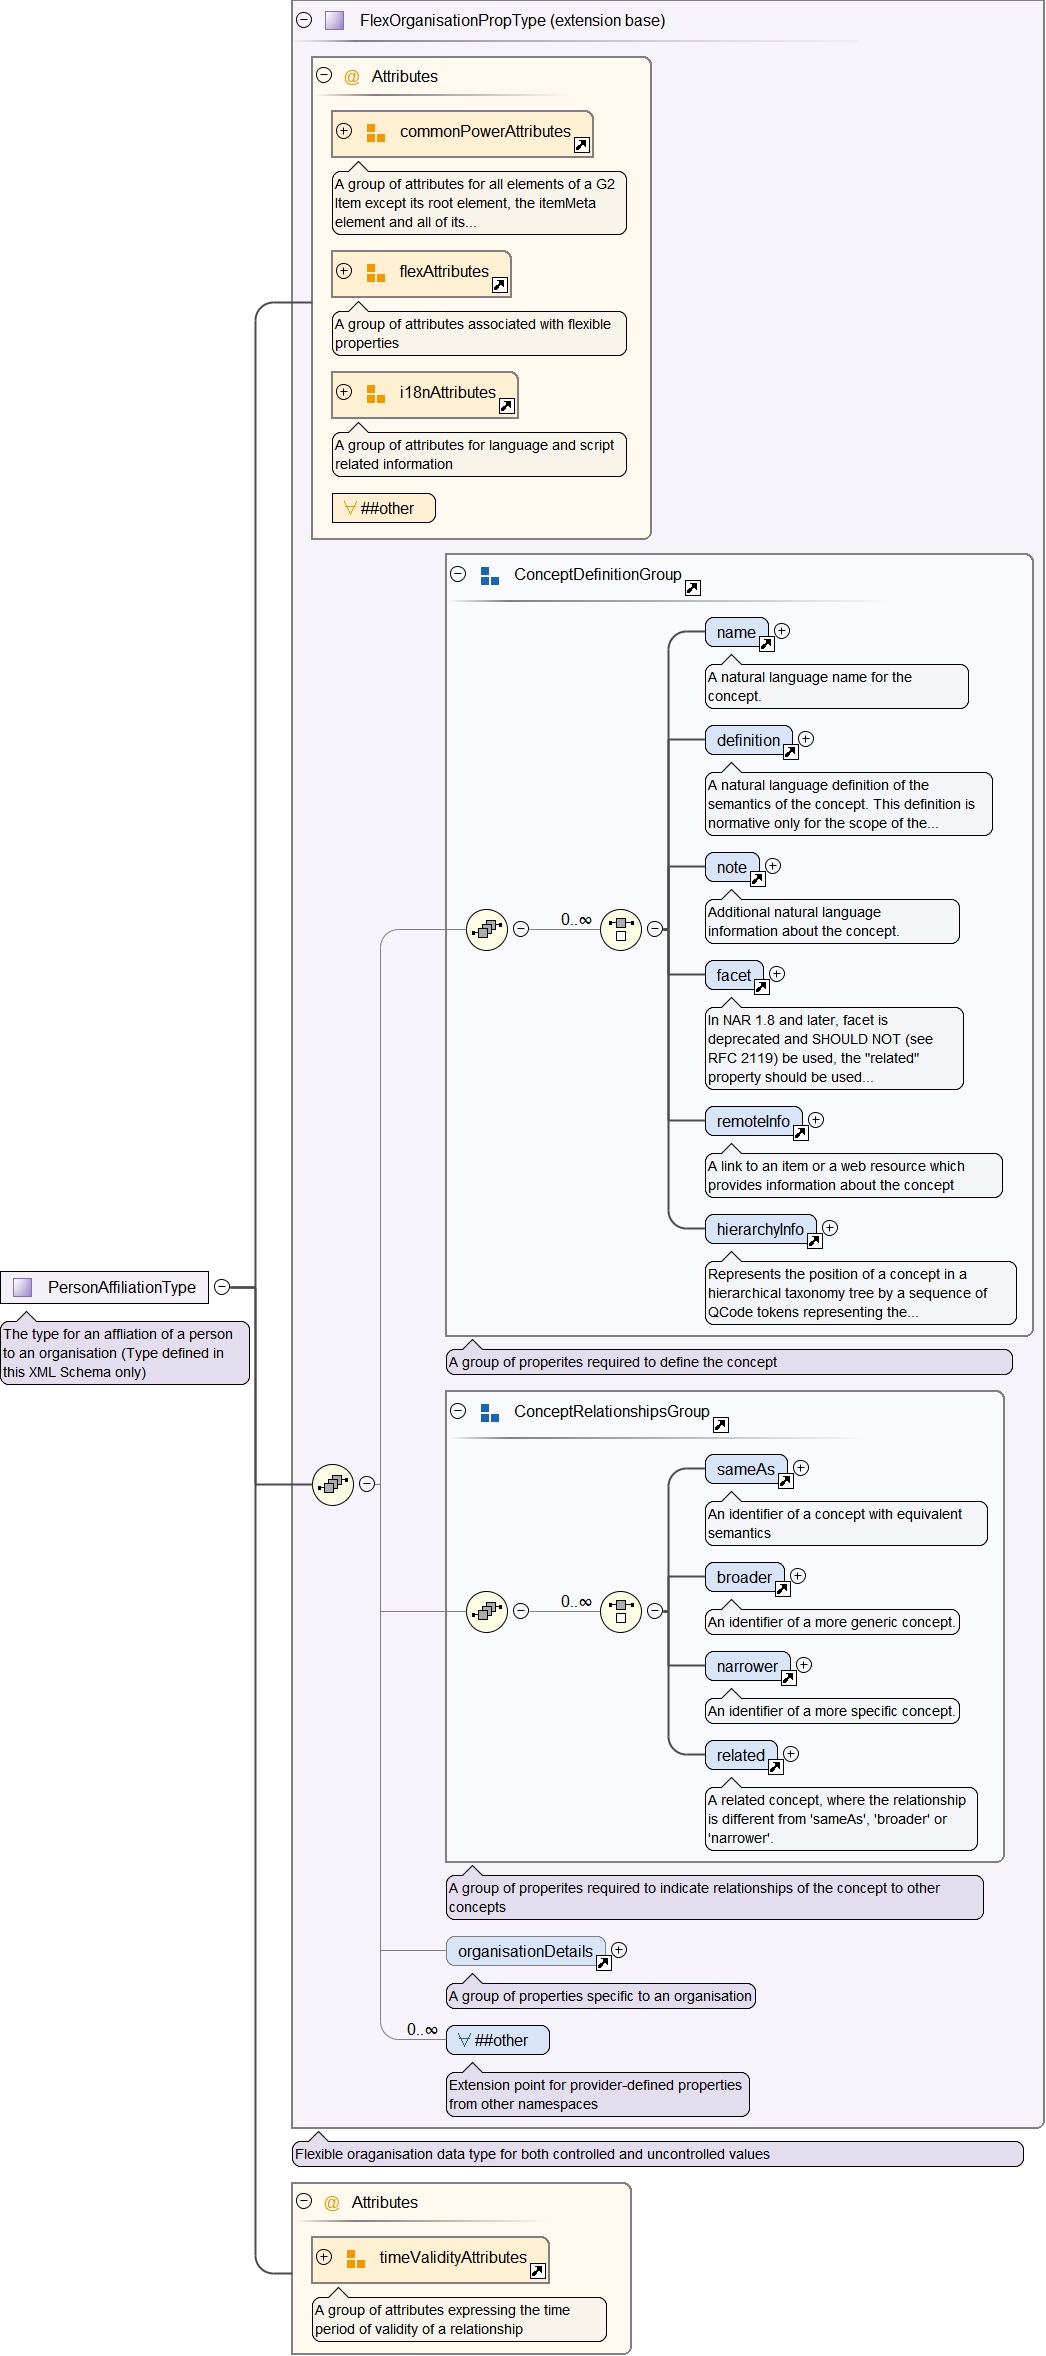 FlexOrganisationPropType (extension base)
@ Attributes
commonPowerAttributes
A group of attributes for all elements of a G2
Item except its root element, the itemMeta
element and all of its...
flexAttributes
A group of attributes associated with flexible
properties
i18nAttributes
A group of attributes for language and script
related information
##other
ConceptDefinitionGroup
name
A natural language name for the
concept.
definition
A natural language definition of the
semantics of the concept. This definition is
normative only for the scope of the...
note
Additional natural language
information about the concept.
0..∞
facet
In NAR 1.8 and later, facet is
deprecated and SHOULD NOT (see
RFC 2119) be used, the "related"
property should be used...
remoteInfo
A link to an item or a web resource which
provides information about the concept
hierarchyInfo
Represents the position of a concept in a
hierarchical taxonomy tree by a sequence of
QCode tokens representing the...
PersonAffiliationType
The type for an affliation of a person
to an organisation (Type defined in
this XML Schema only)
A group of properites required to define the concept
ConceptRelationshipsGroup
sameAs
An identifier of a concept with equivalent
semantics
broader
0..∞
An identifier of a more generic concept.
narrower
An identifier of a more specific concept.
related
A related concept, where the relationship
is different from 'sameAs', 'broader' or
'narrower'.
A group of properites required to indicate relationships of the concept to other
concepts
organisationDetails
A group of properties specific to an organisation
0..∞
##other
Extension point for provider-defined properties
from other namespaces
Flexible oraganisation data type for both controlled and uncontrolled values
@ Attributes
timeValidityAttributes
A group of attributes expressing the time
period of validity of a relationship